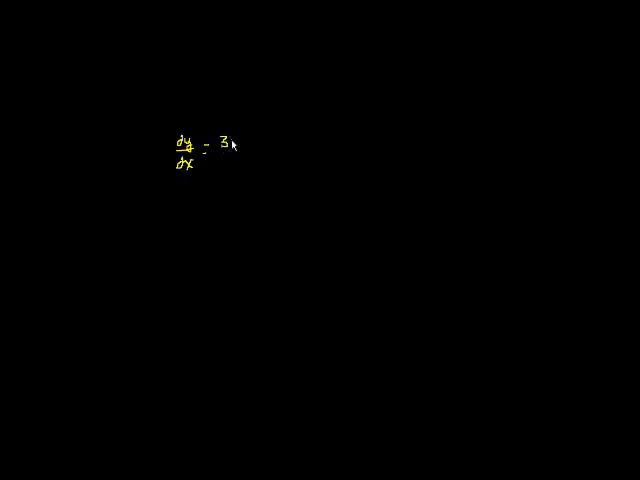 dy/dx = 3